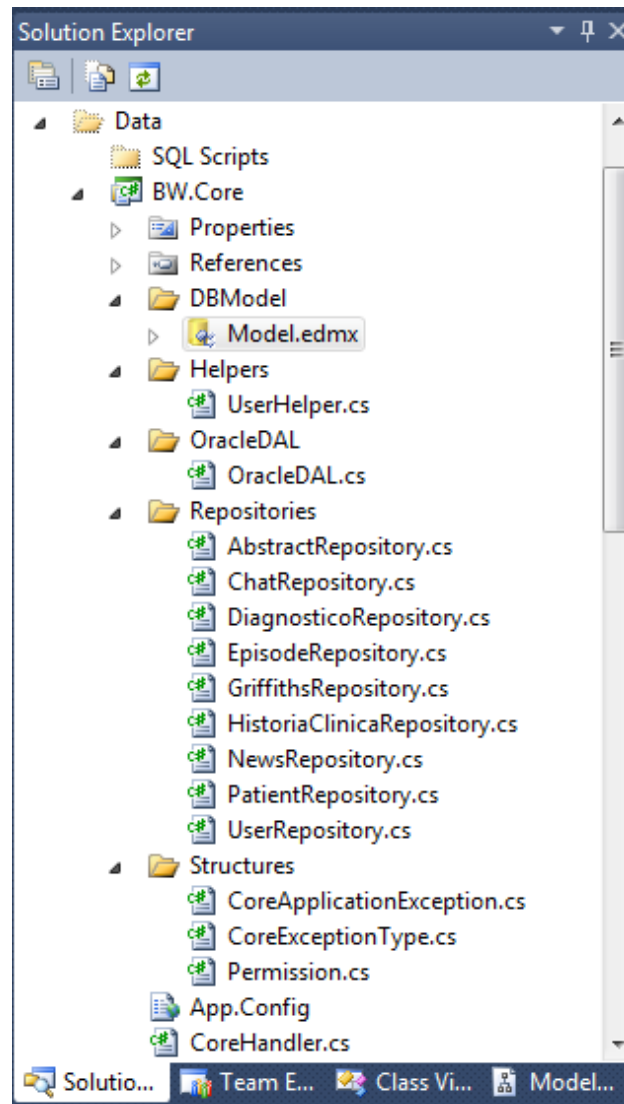 Solution Explorer
Data
SQL Scripts
BW.Core
Properties
References
DBModel
Model.edmx
Helpers
UserHelper.cs
OracleDAL
OracleDAL.cs
Repositories
AbstractRepository.cs
ChatRepository.cs
DiagnosticoRepository.cs
EpisodeRepository.cs
GriffithsRepository.cs
HistoriaClinicaRepository.cs
NewsRepository.cs
PatientRepository.cs
UserRepository.cs
Structures
CoreApplicationException.cs
CoreExceptionType.cs
Permission.cs
App.Config
CoreHandler.cs
Solutio... Team E... Class Vi... Model...